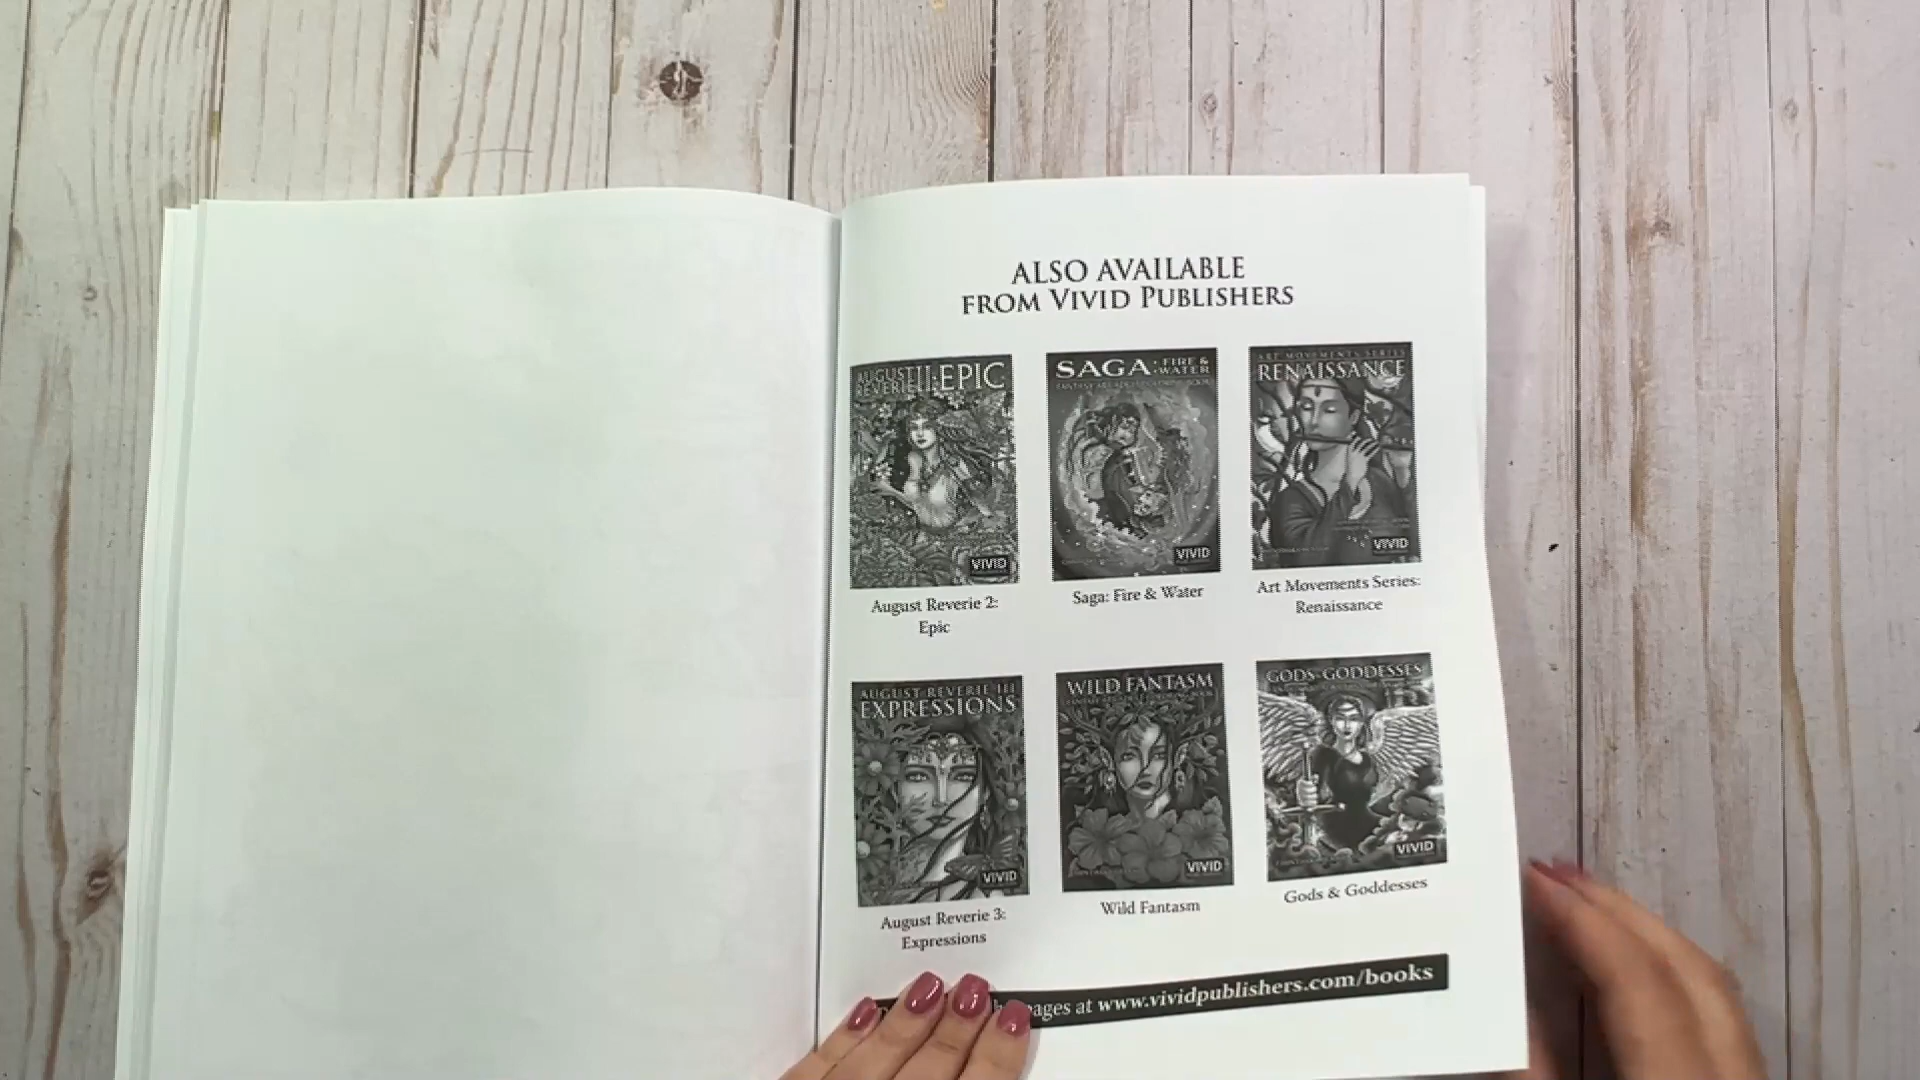 ALSO AVAILABLE
FROM VIVID PUBLISHERS
AUGUST
REVERIE II: EPIC
VIVID
August Reverie 2:
Epic
SAGA: FIRE &
WATER
VIVID
Saga: Fire & Water
ART MOVEMENTS SERIES
RENAISSANCE
VIVID
Art Movements Series:
Renaissance
AUGUST REVERIE III
EXPRESSIONS
VIVID
August Reverie 3:
Expressions
WILD FANTASM
VIVID
Wild Fantasm
GODS & GODDESSES
VIVID
Gods & Goddesses
at www.vividpublishers.com/books